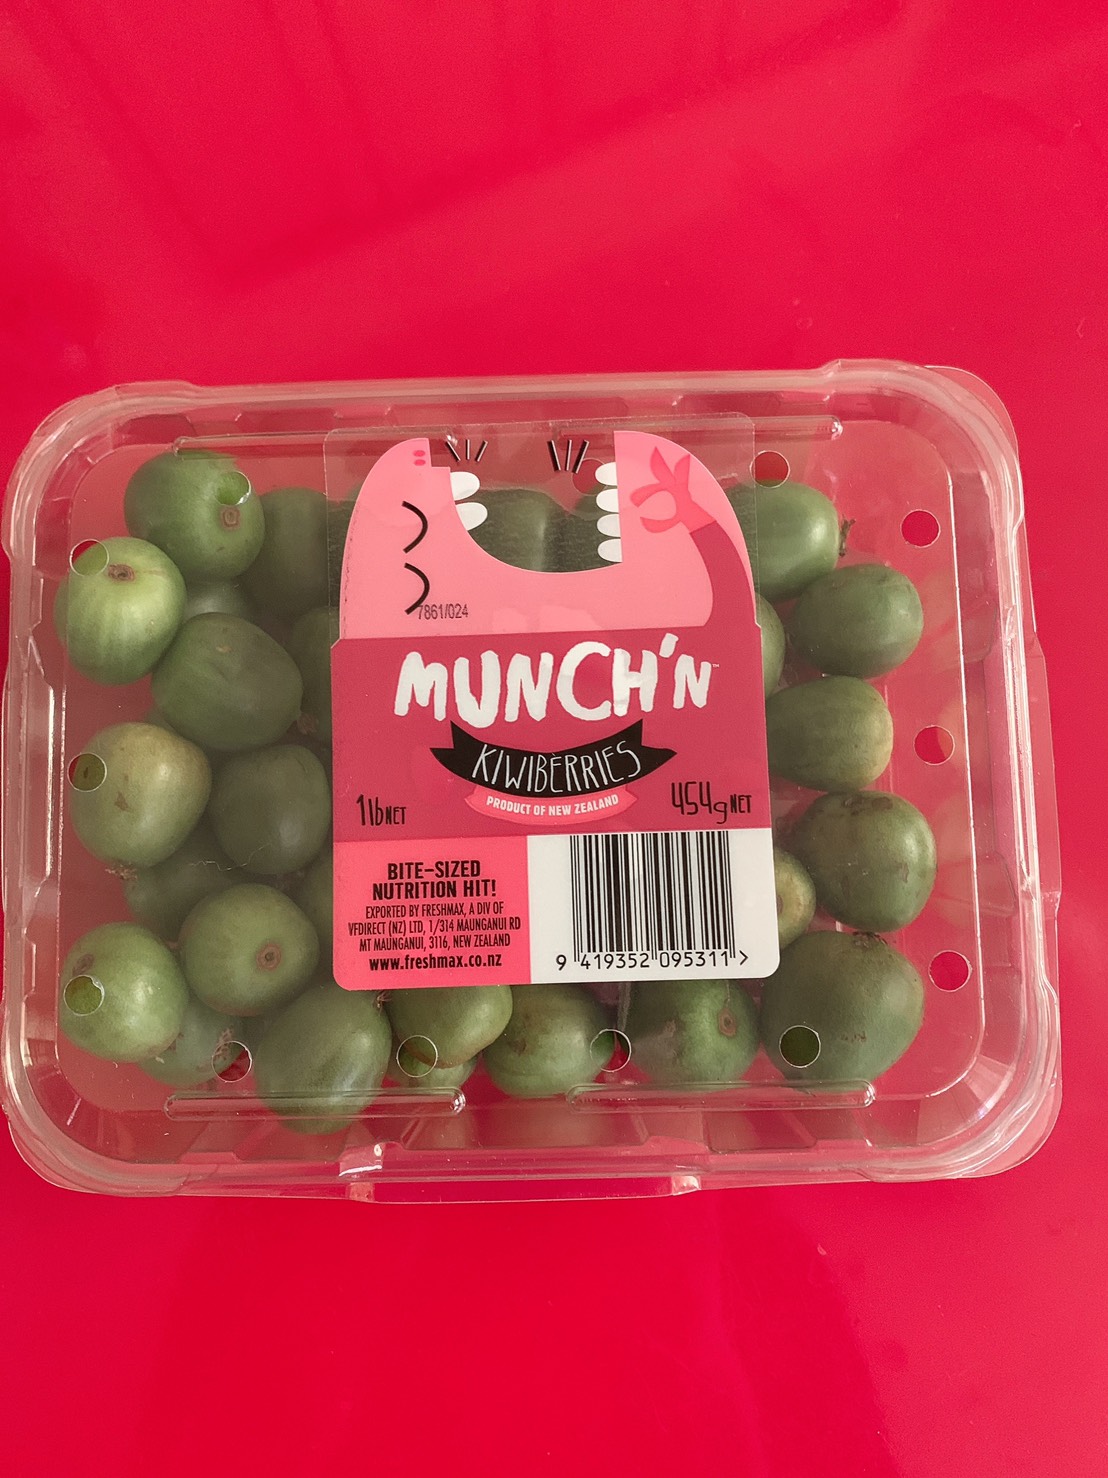 7861/024
MUNCH'N™
KIWIBERRIES
PRODUCT OF NEW ZEALAND
1lb NET
454g NET
BITE-SIZED
NUTRITION HIT!
EXPORTED BY FRESHMAX, A DIV OF
VFDIRECT (NZ) LTD, 1/314 MAUNGANUI RD
MT MAUNGANUI, 3116, NEW ZEALAND
www.freshmax.co.nz
9 419352 095311 >